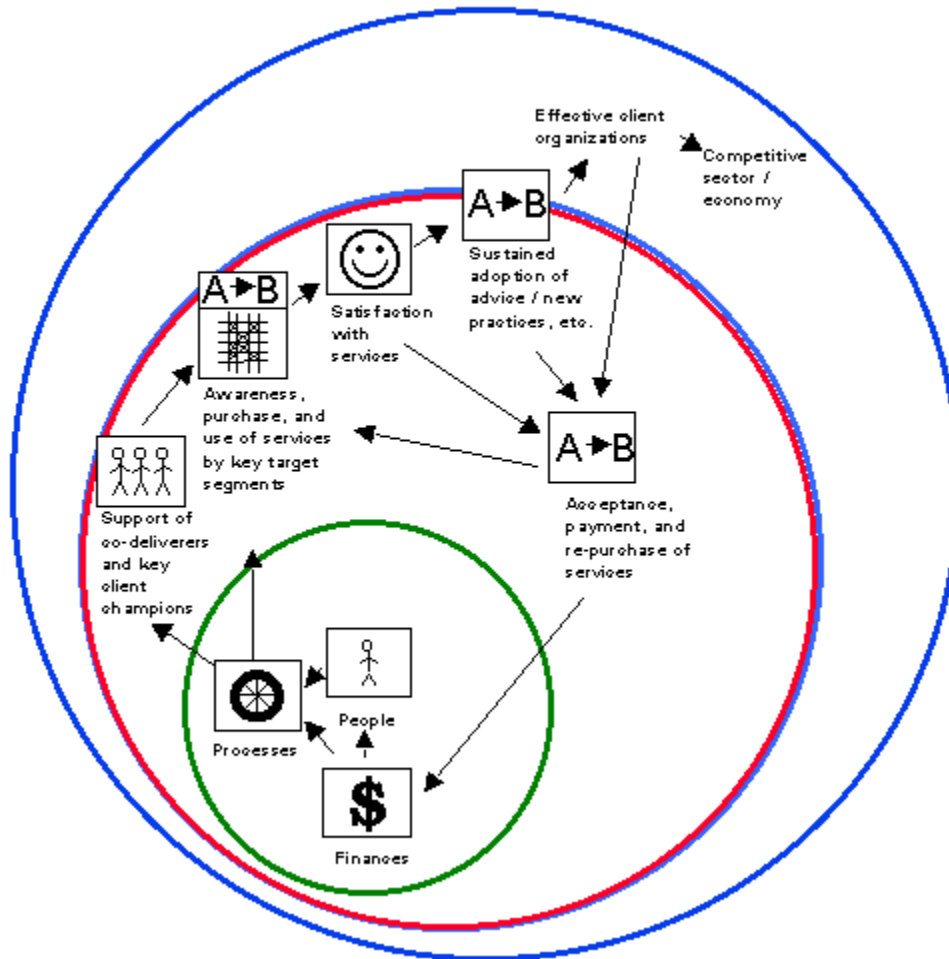 Effective client
organizations
Competitive
sector /
economy
A B
Sustained
adoption of
advice / new
practices, etc.
A B
Satisfaction
with
services
Awareness,
purchase, and
use of services
by key target
segments
A B
Acceptance,
payment, and
re-purchase of
services
Support of
co-deliverers
and key
client
champions
People
Processes
$
Finances